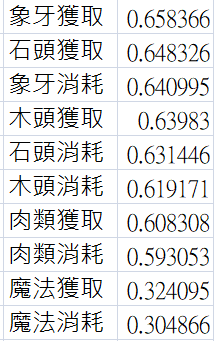 象牙獲取 0.658366
石頭獲取 0.648326
象牙消耗 0.640995
木頭獲取 0.63983
石頭消耗 0.631446
木頭消耗 0.619171
肉類獲取 0.608308
肉類消耗 0.593053
魔法獲取 0.324095
魔法消耗 0.304866